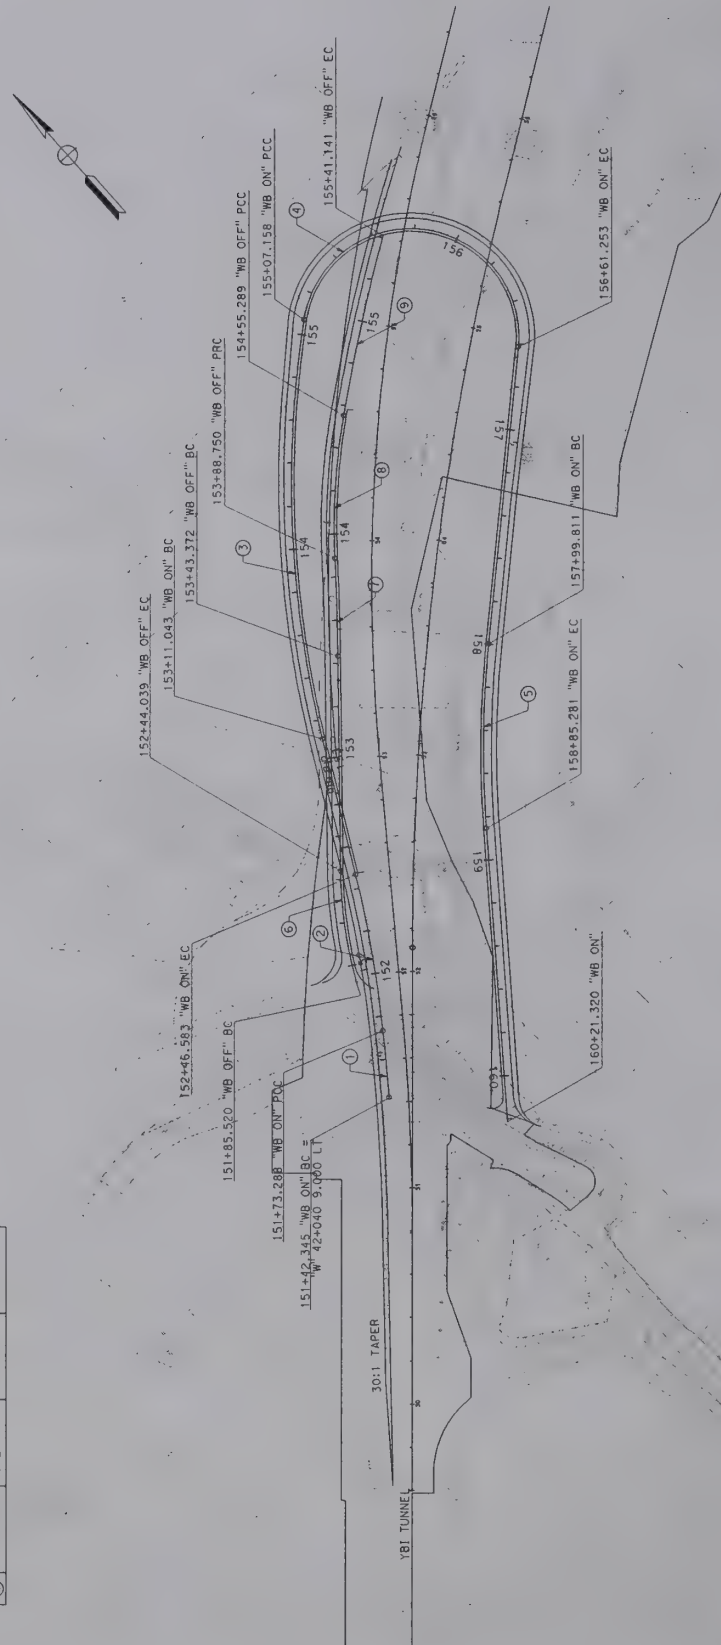 155+41.141 "WB OFF" EC
155+07.158 "WB ON" PCC
154+55.289 "WB OFF" PCC
153+88.750 "WB OFF" PRC
153+43.372 "WB OFF" BC
153+11.043 "WB ON" BC
152+44.039 "WB OFF" EC
152+46.583 "WB ON" EC
151+85.520 "WB OFF" BC
151+73.288 "WB ON" PCC
151+42.345 "WB ON" BC =
"W" 42+040 9.000 LT
30:1 TAPER
YBI TUNNEL
156+61.253 "WB ON" EC
157+99.811 "WB ON" BC
158+85.281 "WB ON" EC
160+21.320 "WB ON"
1
2
3
4
5
6
7
8
9
152
153
154
154
155
155
156
157
158
159
160